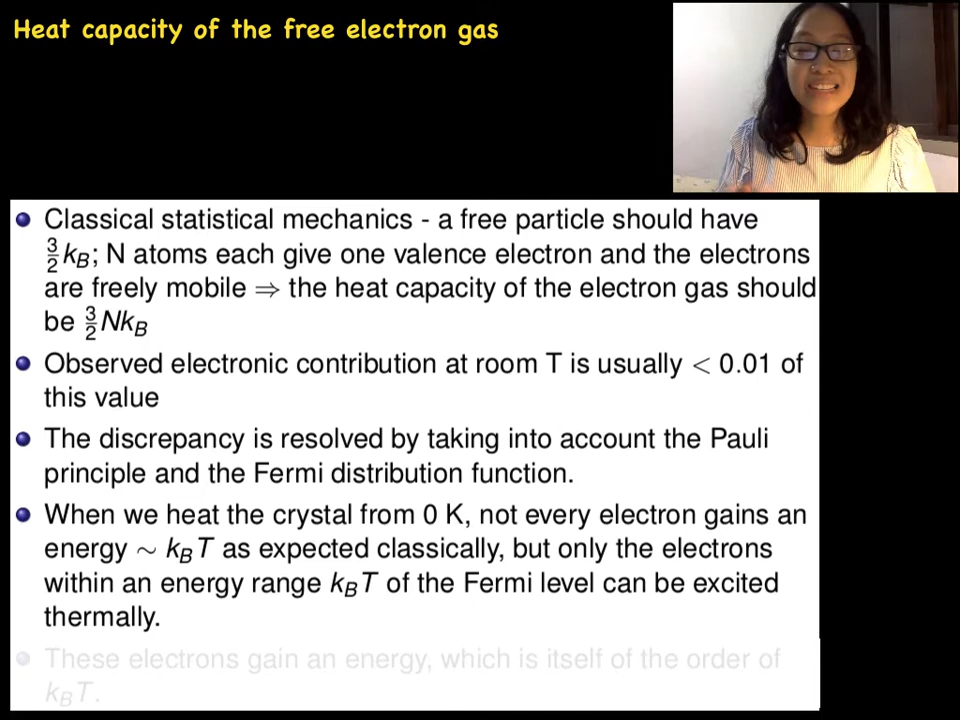 Heat capacity of the free electron gas
Classical statistical mechanics - a free particle should have
3/2 k_B; N atoms each give one valence electron and the electrons
are freely mobile ⇒ the heat capacity of the electron gas should
be 3/2 Nk_B
Observed electronic contribution at room T is usually < 0.01 of
this value
The discrepancy is resolved by taking into account the Pauli
principle and the Fermi distribution function.
When we heat the crystal from 0 K, not every electron gains an
energy ∼ k_B T as expected classically, but only the electrons
within an energy range k_B T of the Fermi level can be excited
thermally.
These electrons gain an energy, which is itself of the order of
k_B T.